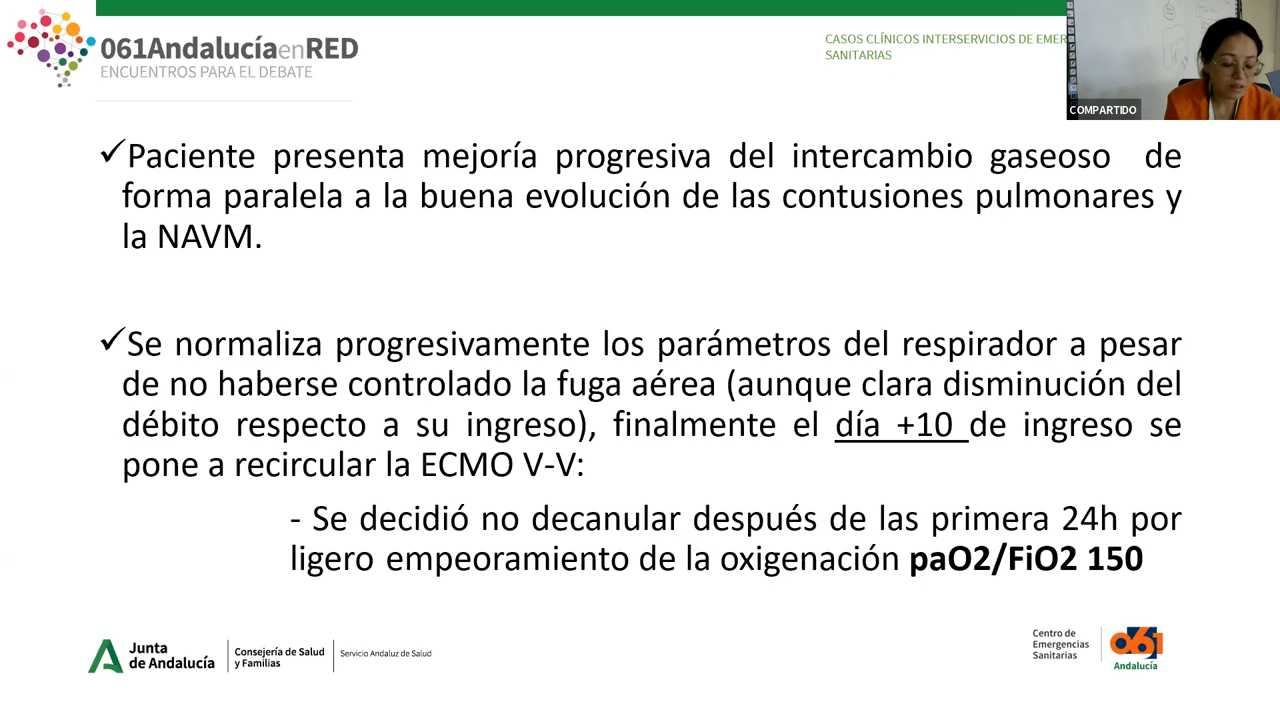 061AndalucíaenRED
ENCUENTROS PARA EL DEBATE
CASOS CLÍNICOS INTERSERVICIOS DE EMER
SANITARIAS
COMPARTIDO
✓Paciente presenta mejoría progresiva del intercambio gaseoso de
forma paralela a la buena evolución de las contusiones pulmonares y
la NAVM.
✓Se normaliza progresivamente los parámetros del respirador a pesar
de no haberse controlado la fuga aérea (aunque clara disminución del
débito respecto a su ingreso), finalmente el día +10 de ingreso se
pone a recircular la ECMO V-V:
- Se decidió no decanular después de las primera 24h por
ligero empeoramiento de la oxigenación paO2/FiO2 150
Junta
de Andalucía
Consejería de Salud
y Familias
Servicio Andaluz de Salud
Centro de
Emergencias
Sanitarias
061
Andalucía